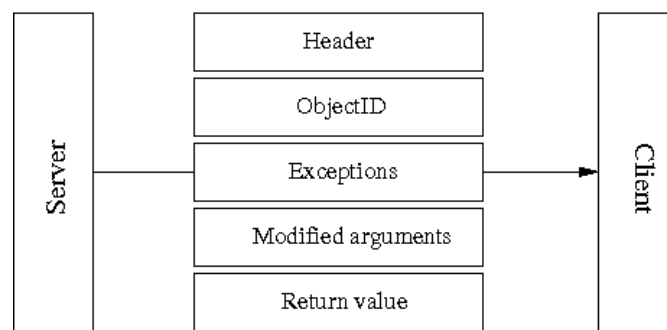 Server
Header
ObjectID
Exceptions
Modified arguments
Return value
Client